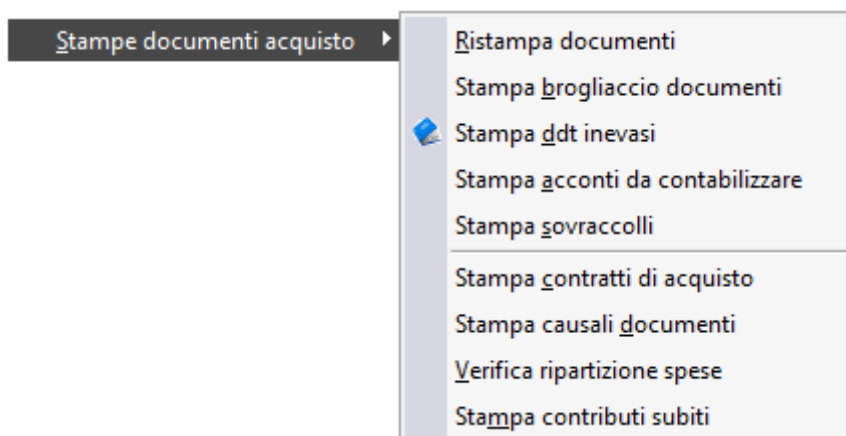 Stampe documenti acquisto
Ristampa documenti
Stampa brogliaccio documenti
Stampa ddt inevasi
Stampa acconti da contabilizzare
Stampa sovraccolli
Stampa contratti di acquisto
Stampa causali documenti
Verifica ripartizione spese
Stampa contributi subiti